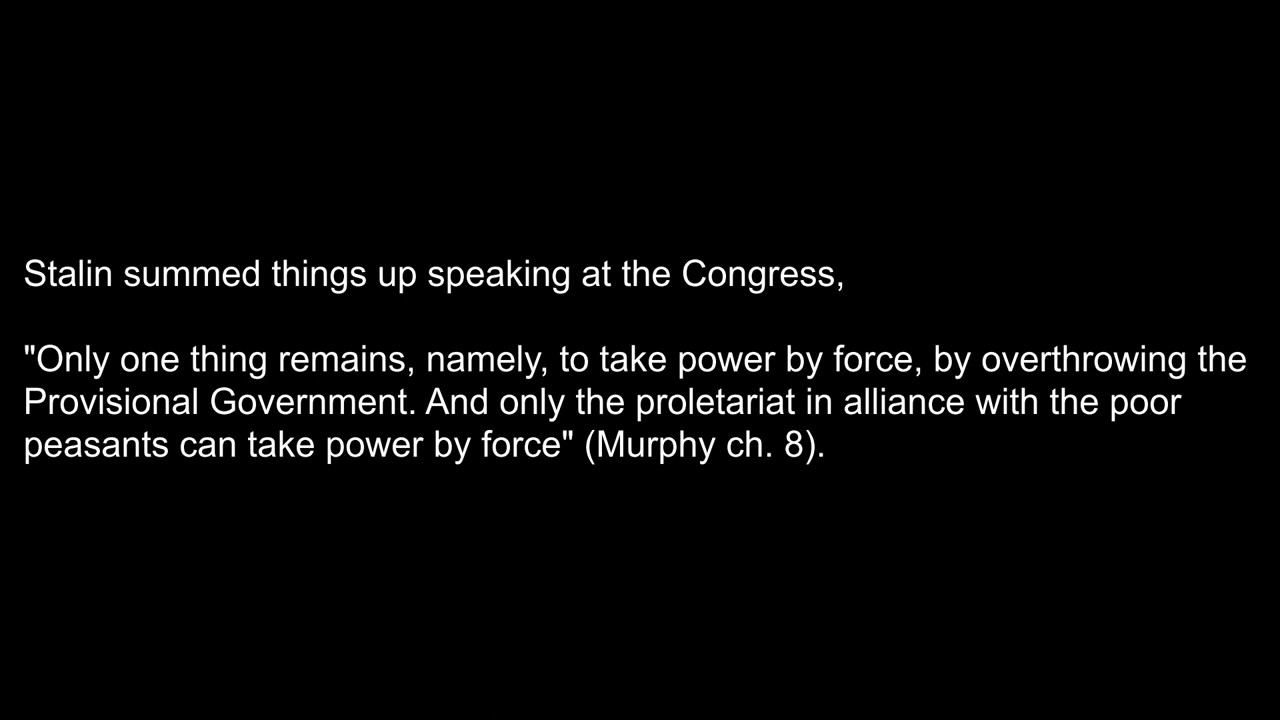 Stalin summed things up speaking at the Congress,
"Only one thing remains, namely, to take power by force, by overthrowing the
Provisional Government. And only the proletariat in alliance with the poor
peasants can take power by force" (Murphy ch. 8).